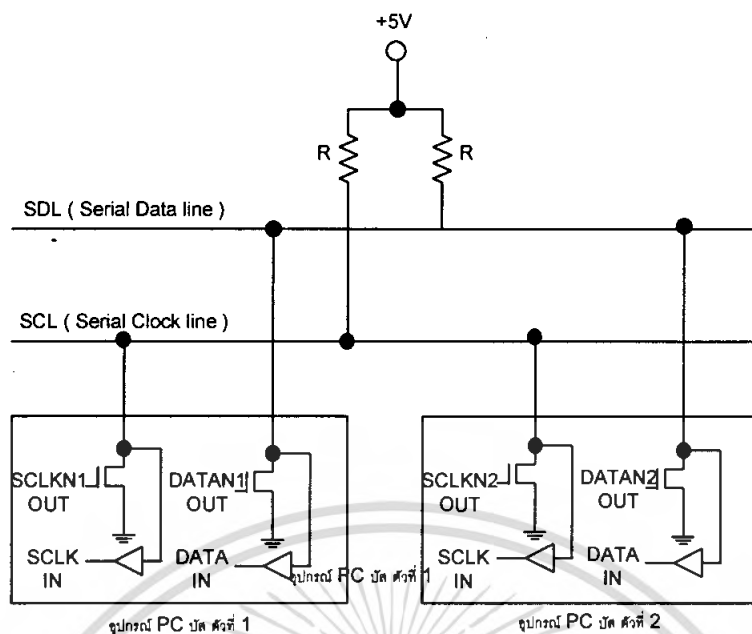 +5V
R R
SDL ( Serial Data line )
SCL ( Serial Clock line )
SCLKN1 OUT
DATAN1 OUT
SCLKN2 OUT
DATAN2 OUT
SCLK IN
DATA IN
SCLK IN
DATA IN
อุปกรณ์ PC บัส ตัวที่ 1
อุปกรณ์ PC บัส ตัวที่ 1
อุปกรณ์ PC บัส ตัวที่ 2